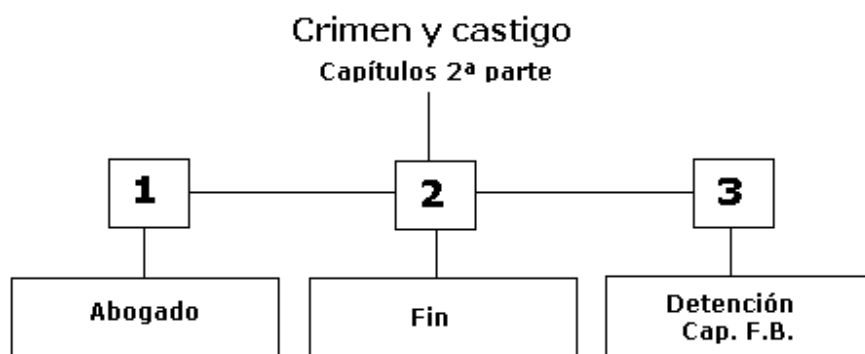 Crimen y castigo
Capítulos 2ª parte
1
2
3
Abogado
Fin
Detención
Cap. F.B.